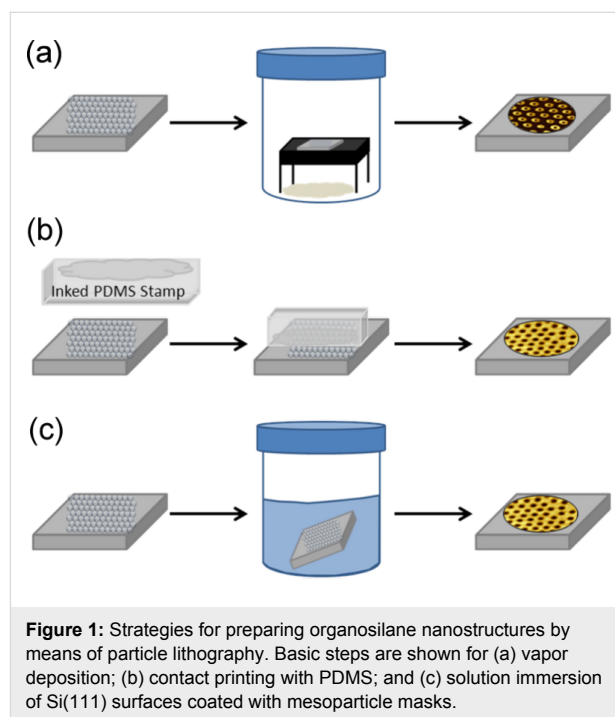 (a)
(b)
Inked PDMS Stamp
(c)
Figure 1: Strategies for preparing organosilane nanostructures by
means of particle lithography. Basic steps are shown for (a) vapor
deposition; (b) contact printing with PDMS; and (c) solution immersion
of Si(111) surfaces coated with mesoparticle masks.